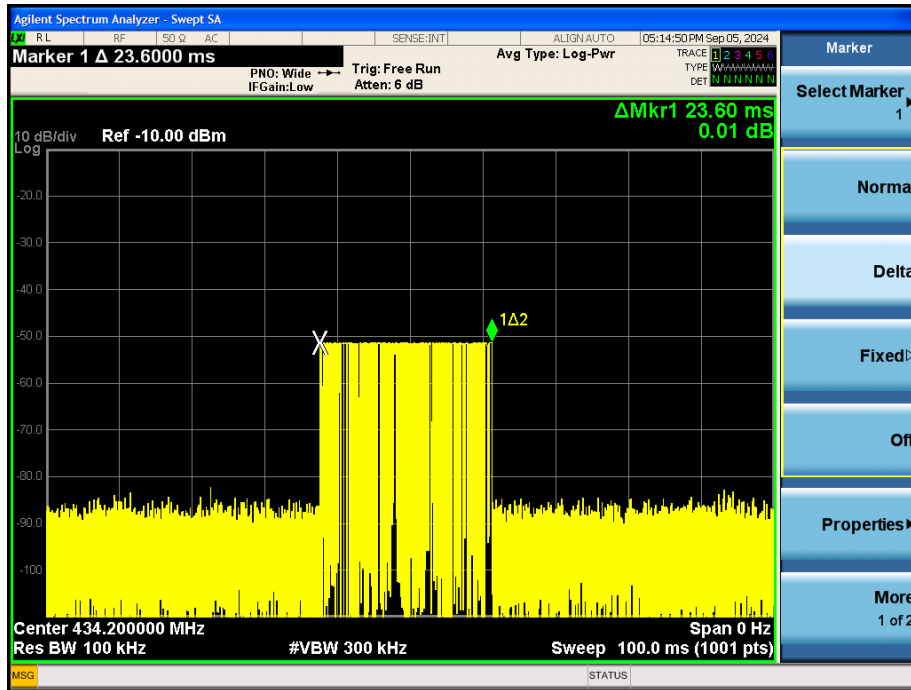 Agilent Spectrum Analyzer - Swept SA
LXI RL RF 50 Ω AC SENSE:INT ALIGN AUTO 05:14:50 PM Sep 05, 2024
Marker 1 Δ 23.6000 ms
PNO: Wide
IFGain:Low
Trig: Free Run
Atten: 6 dB
Avg Type: Log-Pwr
TRACE 1 2 3 4 5 6
TYPE WWWWWW
DET N N N N N N
ΔMkr1 23.60 ms
0.01 dB
10 dB/div Ref -10.00 dBm
Log
-20.0
-30.0
-40.0
-50.0
-60.0
-70.0
-80.0
-90.0
-100
1Δ2
X
Center 434.200000 MHz
Span 0 Hz
Res BW 100 kHz
#VBW 300 kHz
Sweep 100.0 ms (1001 pts)
MSG
STATUS
Marker
Select Marker
1
Norma
Delta
Fixed
Off
Properties
More
1 of 2